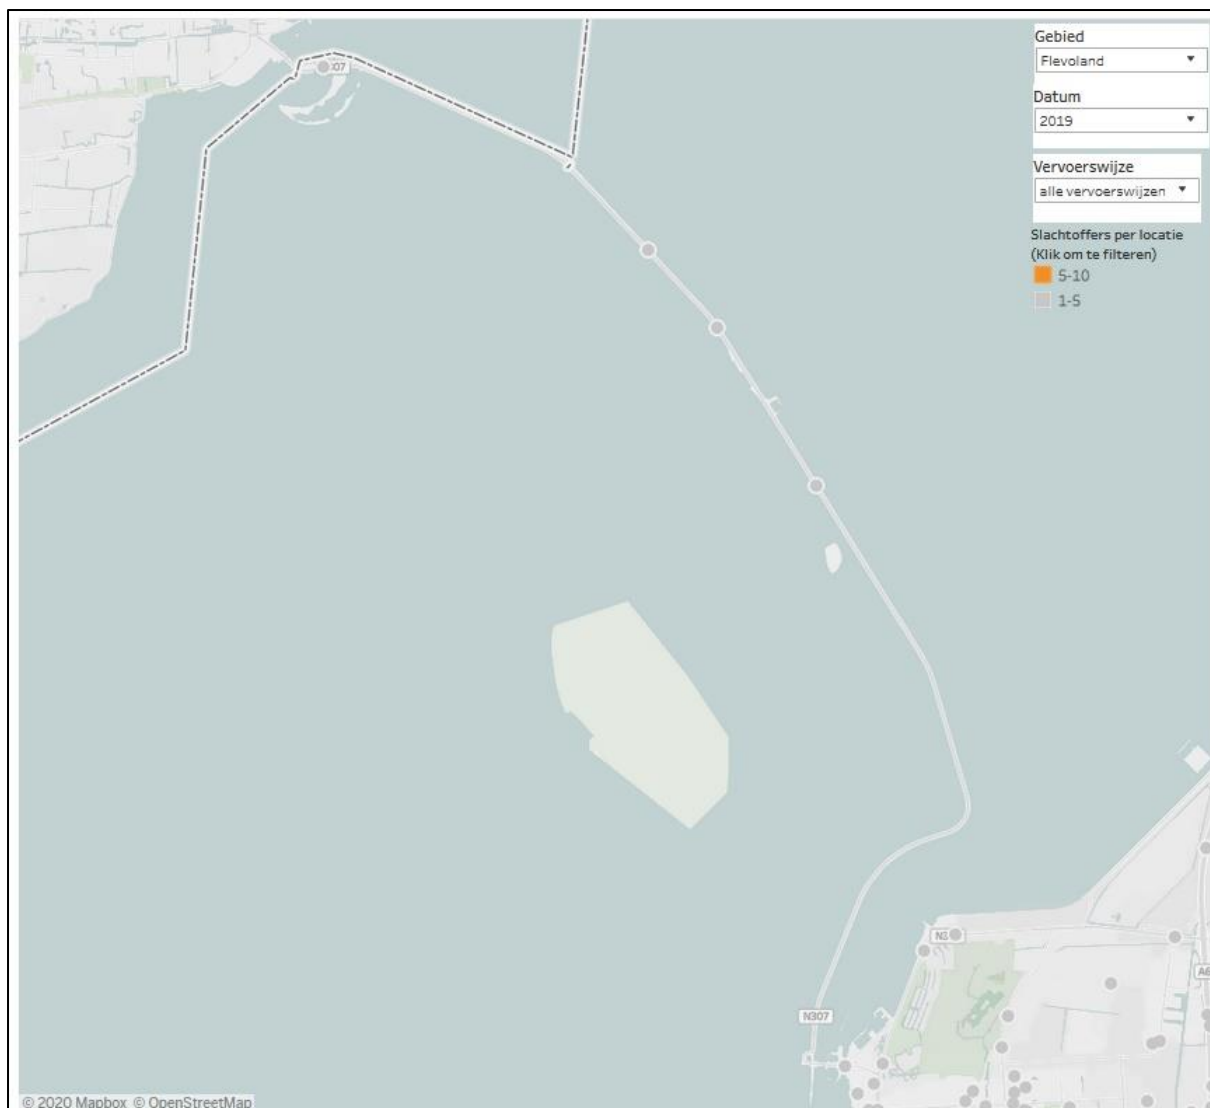 Gebied
Flevoland
Datum
2019
Vervoerswijze
alle vervoerswijzen
Slachtoffers per locatie
(Klik om te filteren)
5-10
1-5
N307
A6
© 2020 Mapbox © OpenStreetMap